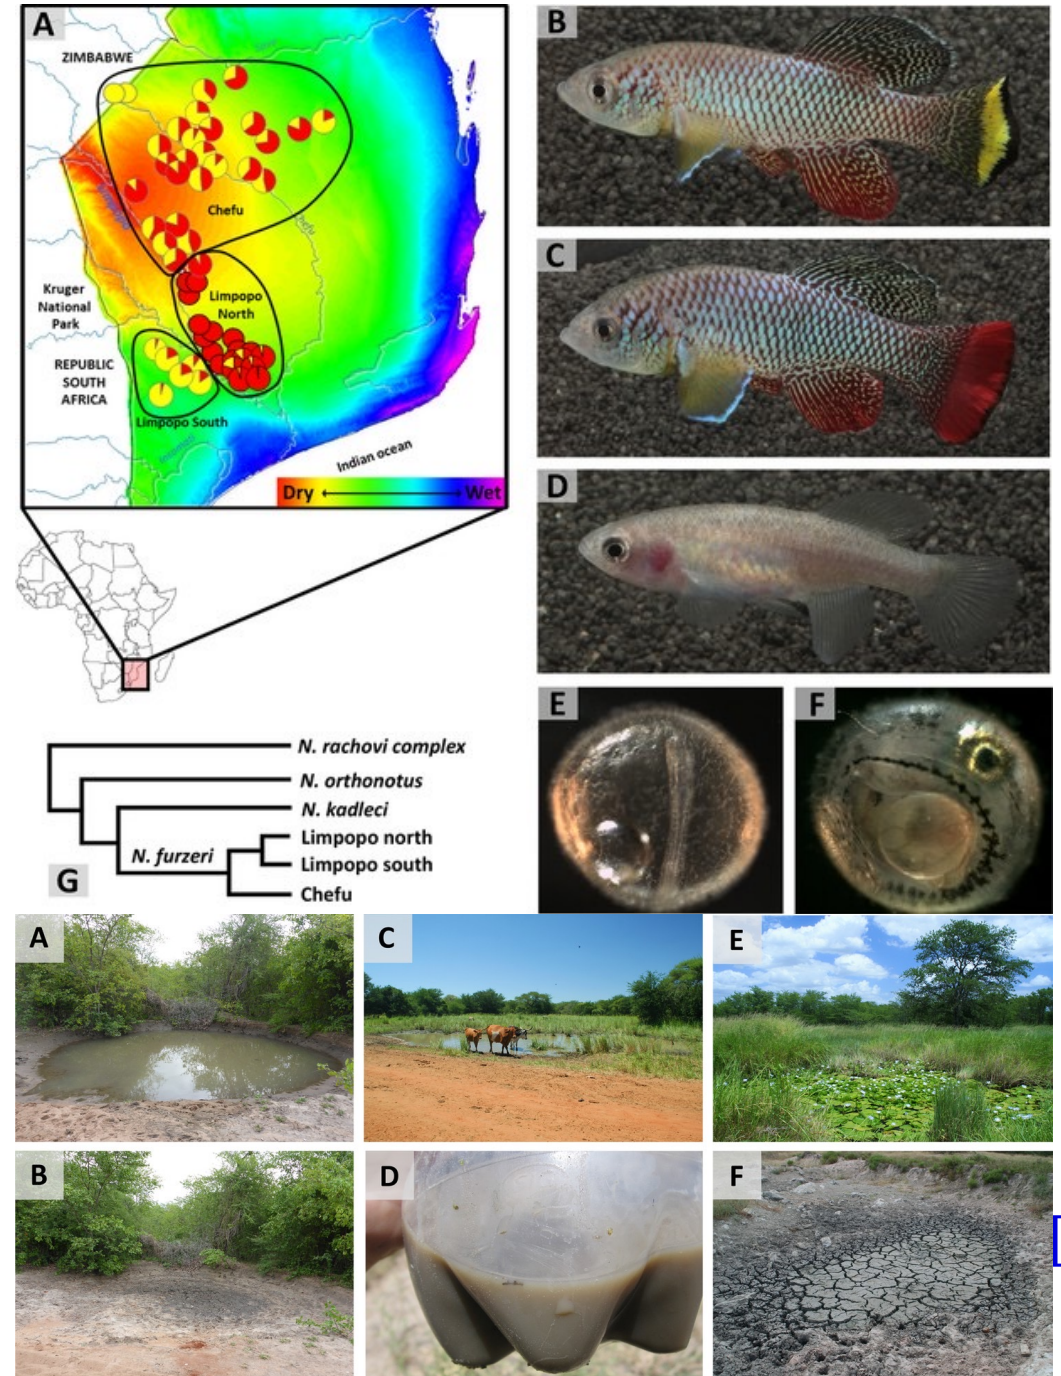 A
ZIMBABWE
Chefu
Chefu
Limpopo
North
Kruger
National
Park
REPUBLIC
SOUTH
AFRICA
Limpopo South
Indian ocean
Dry
Wet
B
C
D
E
F
N. rachovi complex
N. orthonotus
N. kadleci
Limpopo north
N. furzeri
Limpopo south
G
Chefu
A
C
E
B
D
F